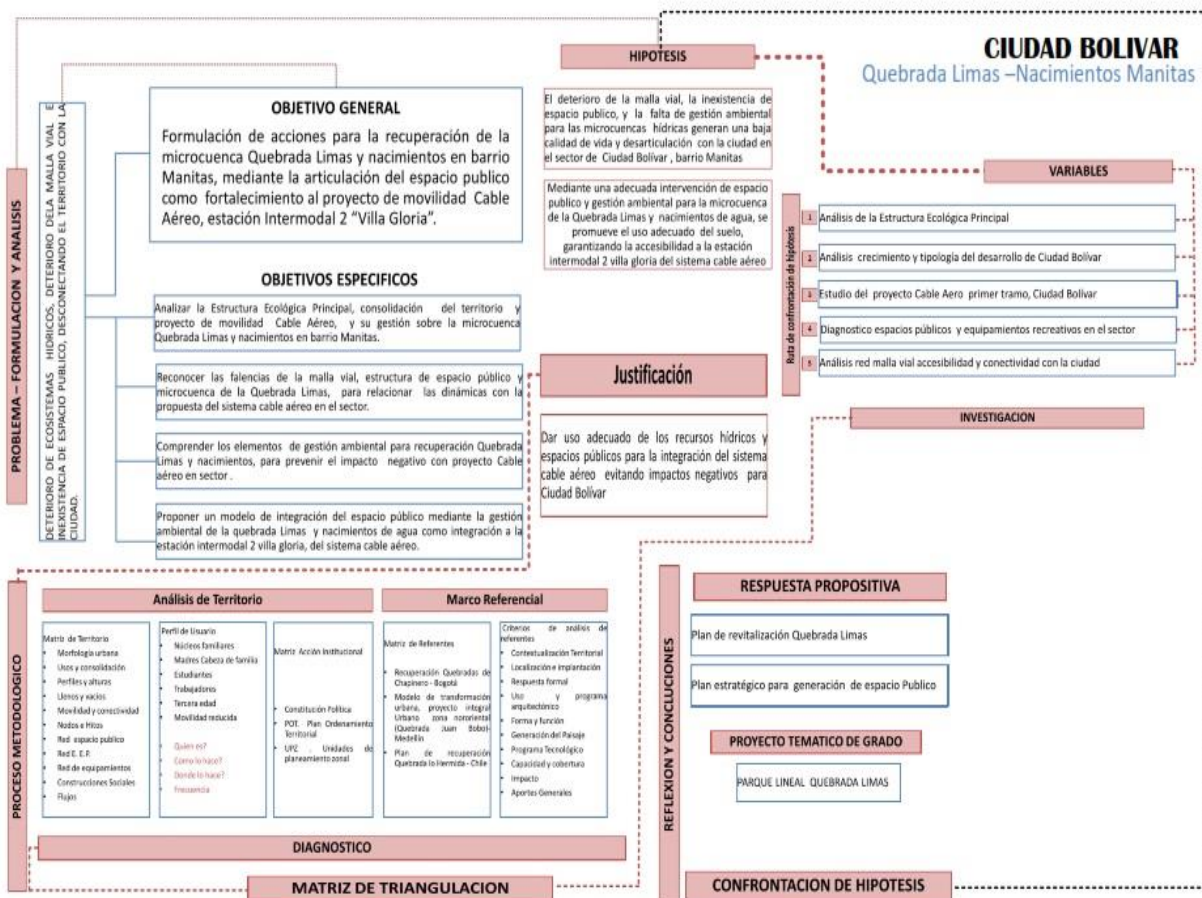 CIUDAD BOLIVAR
Quebrada Limas –Nacimientos Manitas
PROBLEMA – FORMULACION Y ANALISIS
DETERIORO DE ECOSISTEMAS HIDRICOS, DETERIORO DELA MALLA VIAL E
INEXISTENCIA DE ESPACIO PUBLICO, DESCONECTANDO EL TERRITORIO CON LA
CIUDAD.
OBJETIVO GENERAL
Formulación de acciones para la recuperación de la
microcuenca Quebrada Limas y nacimientos en barrio
Manitas, mediante la articulación del espacio publico
como fortalecimiento al proyecto de movilidad Cable
Aéreo, estación Intermodal 2 “Villa Gloria”.
OBJETIVOS ESPECIFICOS
Analizar la Estructura Ecológica Principal, consolidación del territorio y
proyecto de movilidad Cable Aéreo, y su gestión sobre la microcuenca
Quebrada Limas y nacimientos en barrio Manitas.
Reconocer las falencias de la malla vial, estructura de espacio público y
microcuenca de la Quebrada Limas, para relacionar las dinámicas con la
propuesta del sistema cable aéreo en el sector.
Comprender los elementos de gestión ambiental para recuperación Quebrada
Limas y nacimientos, para prevenir el impacto negativo con proyecto Cable
aéreo en sector .
Proponer un modelo de integración del espacio público mediante la gestión
ambiental de la quebrada Limas y nacimientos de agua como integración a la
estación intermodal 2 villa gloria, del sistema cable aéreo.
HIPOTESIS
El deterioro de la malla vial, la inexistencia de
espacio publico, y la falta de gestión ambiental
para las microcuencas hídricas generan una baja
calidad de vida y desarticulación con la ciudad en
el sector de Ciudad Bolívar , barrio Manitas
Mediante una adecuada intervención de espacio
publico y gestión ambiental para la microcuenca
de la Quebrada Limas y nacimientos de agua, se
promueve el uso adecuado del suelo,
garantizando la accesibilidad a la estación
intermodal 2 villa gloria del sistema cable aéreo
VARIABLES
Ruta de confrontación de hipótesis
1 Análisis de la Estructura Ecológica Principal
2 Análisis crecimiento y tipología del desarrollo de Ciudad Bolívar
3 Estudio del proyecto Cable Aero primer tramo, Ciudad Bolívar
4 Diagnostico espacios públicos y equipamientos recreativos en el sector
5 Análisis red malla vial accesibilidad y conectividad con la ciudad
Justificación
Dar uso adecuado de los recursos hídricos y
espacios públicos para la integración del sistema
cable aéreo evitando impactos negativos para
Ciudad Bolívar
INVESTIGACION
PROCESO METODOLOGICO
Análisis de Territorio
Matriz de Territorio
• Morfología urbana
• Usos y consolidación
• Perfiles y alturas
• Llenos y vacíos
• Movilidad y conectividad
• Nodos e Hitos
• Red espacio publico
• Red E. E.P.
• Red de equipamientos
• Construcciones Sociales
• Flujos
Perfil de Usuario
• Núcleos familiares
• Madres Cabeza de familia
• Estudiantes
• Trabajadores
• Tercera edad
• Movilidad reducida
• Quien es?
• Como lo hace?
• Donde lo hace?
• Frecuencia
Matriz Acción Institucional
• Constitución Política
• POT. Plan Ordenamiento
Territorial
• UPZ . Unidades de
planeamiento zonal
Marco Referencial
Matriz de Referentes
• Recuperación Quebradas de
Chapinero - Bogotá
• Modelo de transformación
urbana, proyecto integral
Urbano zona nororiental
(Quebrada Juan Bobo)-
Medellín
• Plan de recuperación
Quebrada lo Hermida - Chile
Criterios de análisis de
referentes
• Contextualización Territorial
• Localización e implantación
• Respuesta formal
• Uso y programa
arquitectónico
• Forma y función
• Generación del Paisaje
• Programa Tecnológico
• Capacidad y cobertura
• Impacto
• Aportes Generales
DIAGNOSTICO
MATRIZ DE TRIANGULACION
REFLEXION Y CONCLUCIONES
RESPUESTA PROPOSITIVA
Plan de revitalización Quebrada Limas
Plan estratégico para generación de espacio Publico
PROYECTO TEMATICO DE GRADO
PARQUE LINEAL QUEBRADA LIMAS
CONFRONTACION DE HIPOTESIS